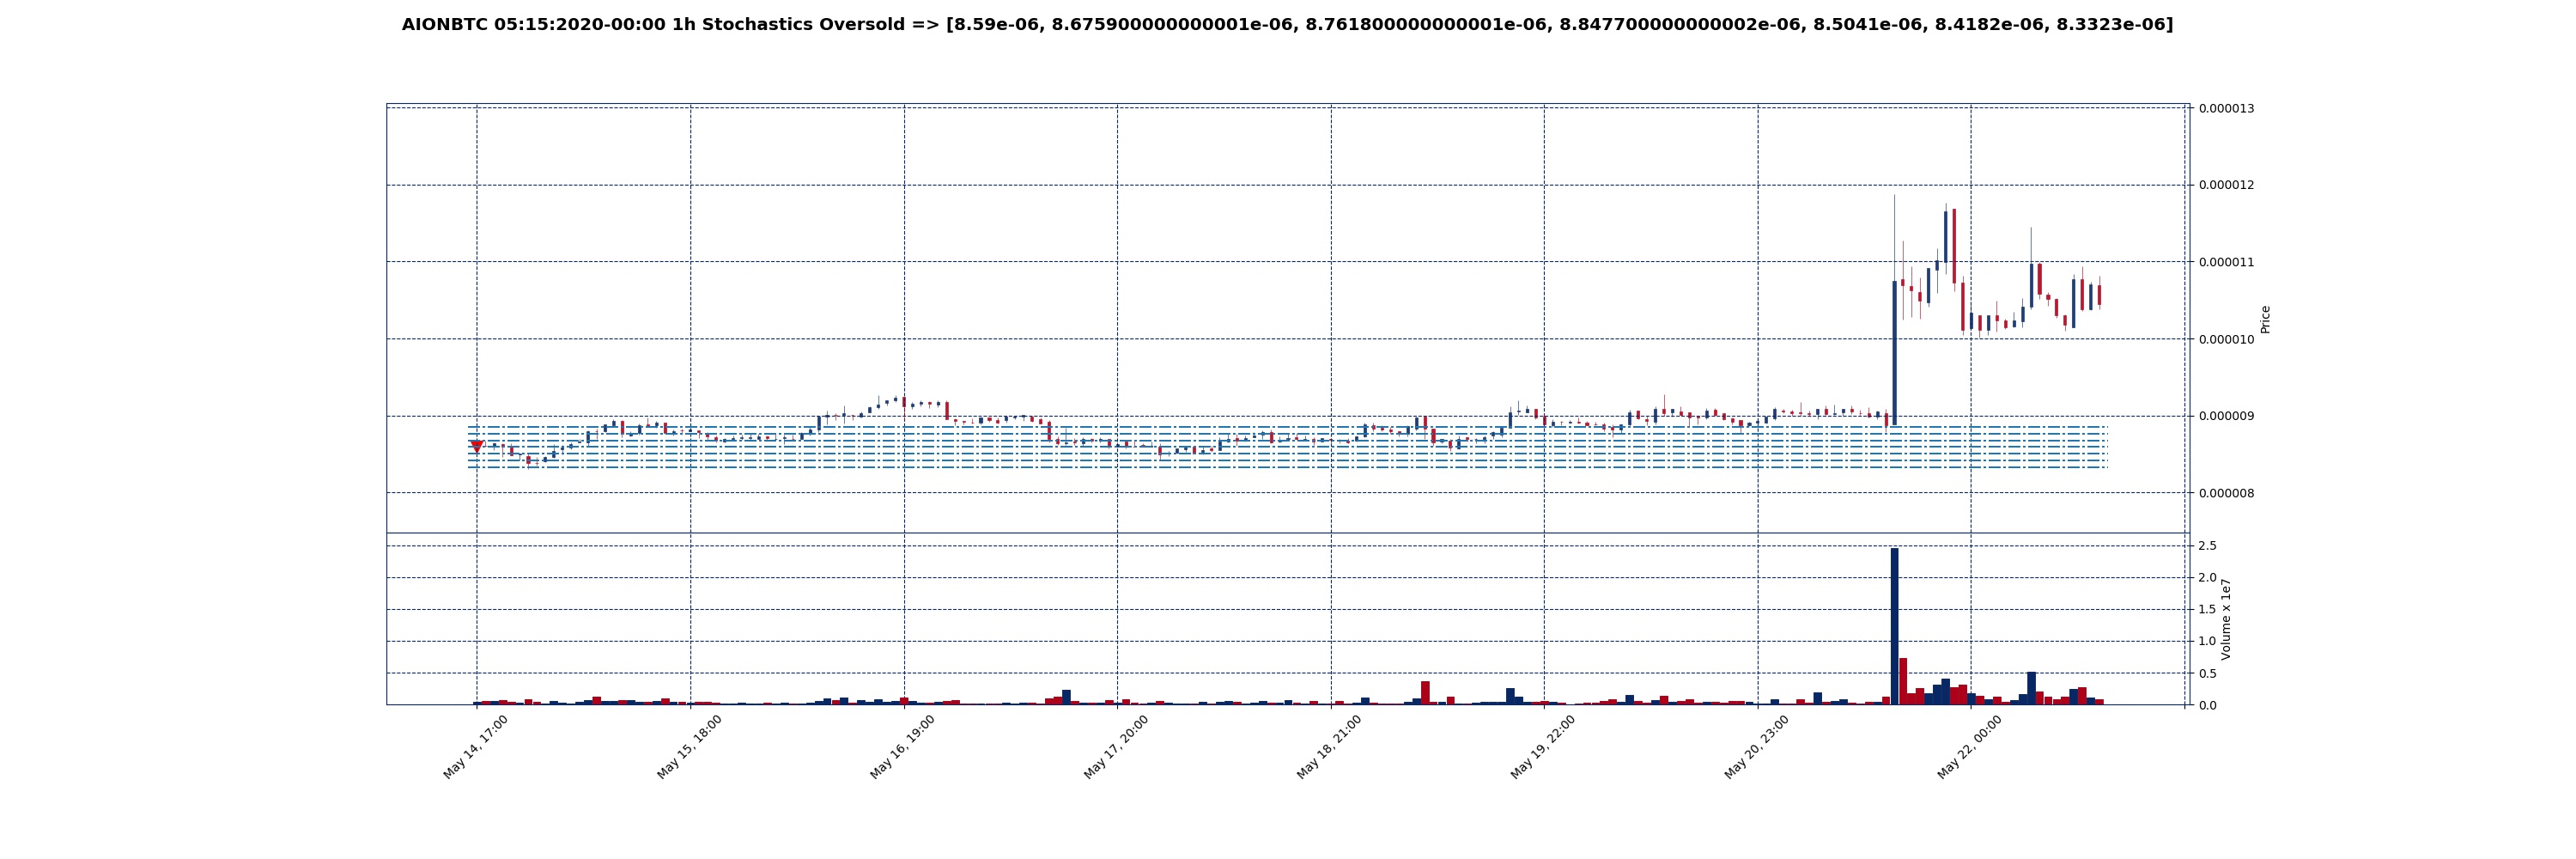 AIONBTC 05:15:2020-00:00 1h Stochastics Oversold => [8.59e-06, 8.675900000000001e-06, 8.761800000000001e-06, 8.847700000000002e-06, 8.5041e-06, 8.4182e-06, 8.3323e-06]
0.000013
0.000012
0.000011
0.000010
0.000009
0.000008
Price
2.5
2.0
1.5
1.0
0.5
0.0
Volume x 1e7
May 14, 17:00
May 15, 18:00
May 16, 19:00
May 17, 20:00
May 18, 21:00
May 19, 22:00
May 20, 23:00
May 22, 00:00